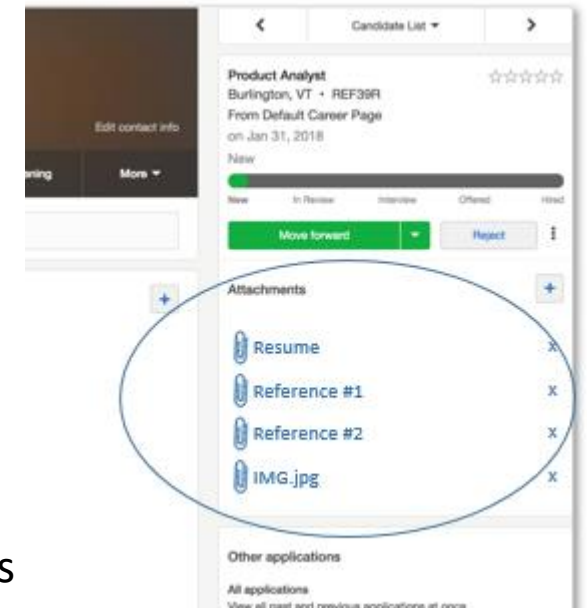 Candidate List
Product Analyst
Burlington, VT • REF39R
From Default Career Page
on Jan 31, 2018
New
Edit contact info
ening
More
New In Review Interview Offered Hired
Move forward
Reject
Attachments
+
+
Resume x
Reference #1 x
Reference #2 x
IMG.jpg x
s
Other applications
All applications
View all past and previous applications at once